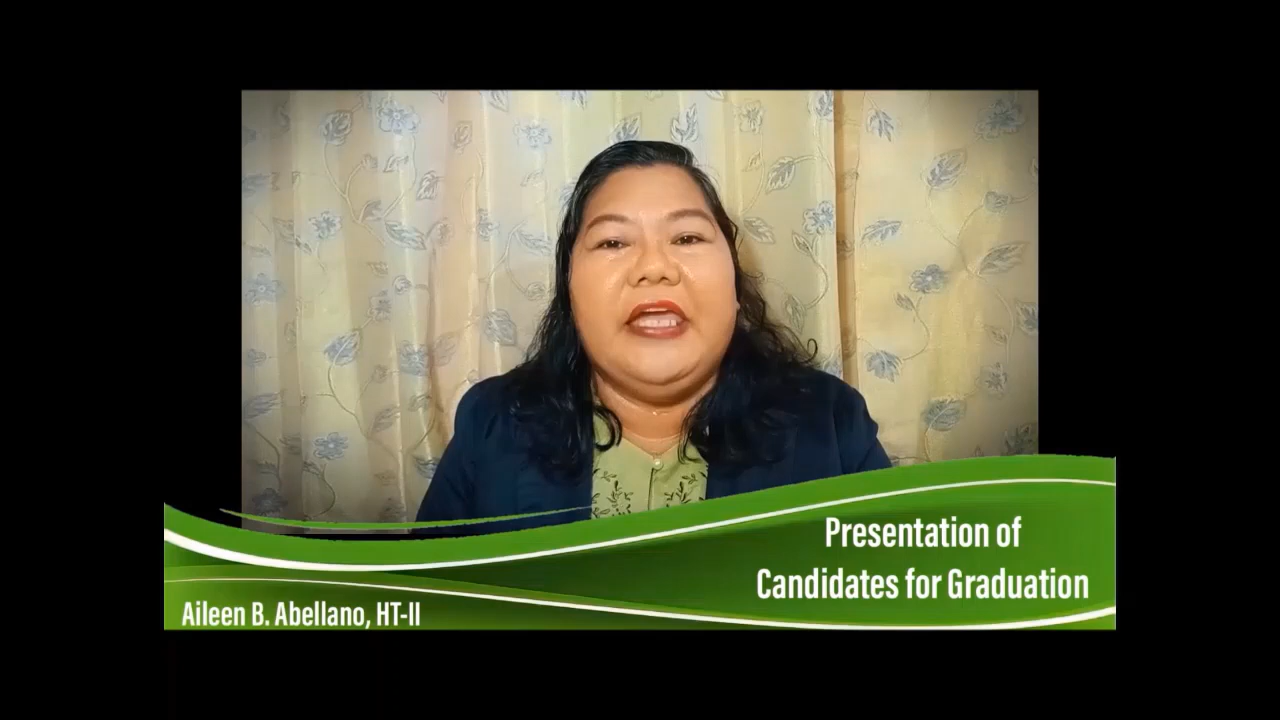 Presentation of
Candidates for Graduation
Aileen B. Abellano, HT-II